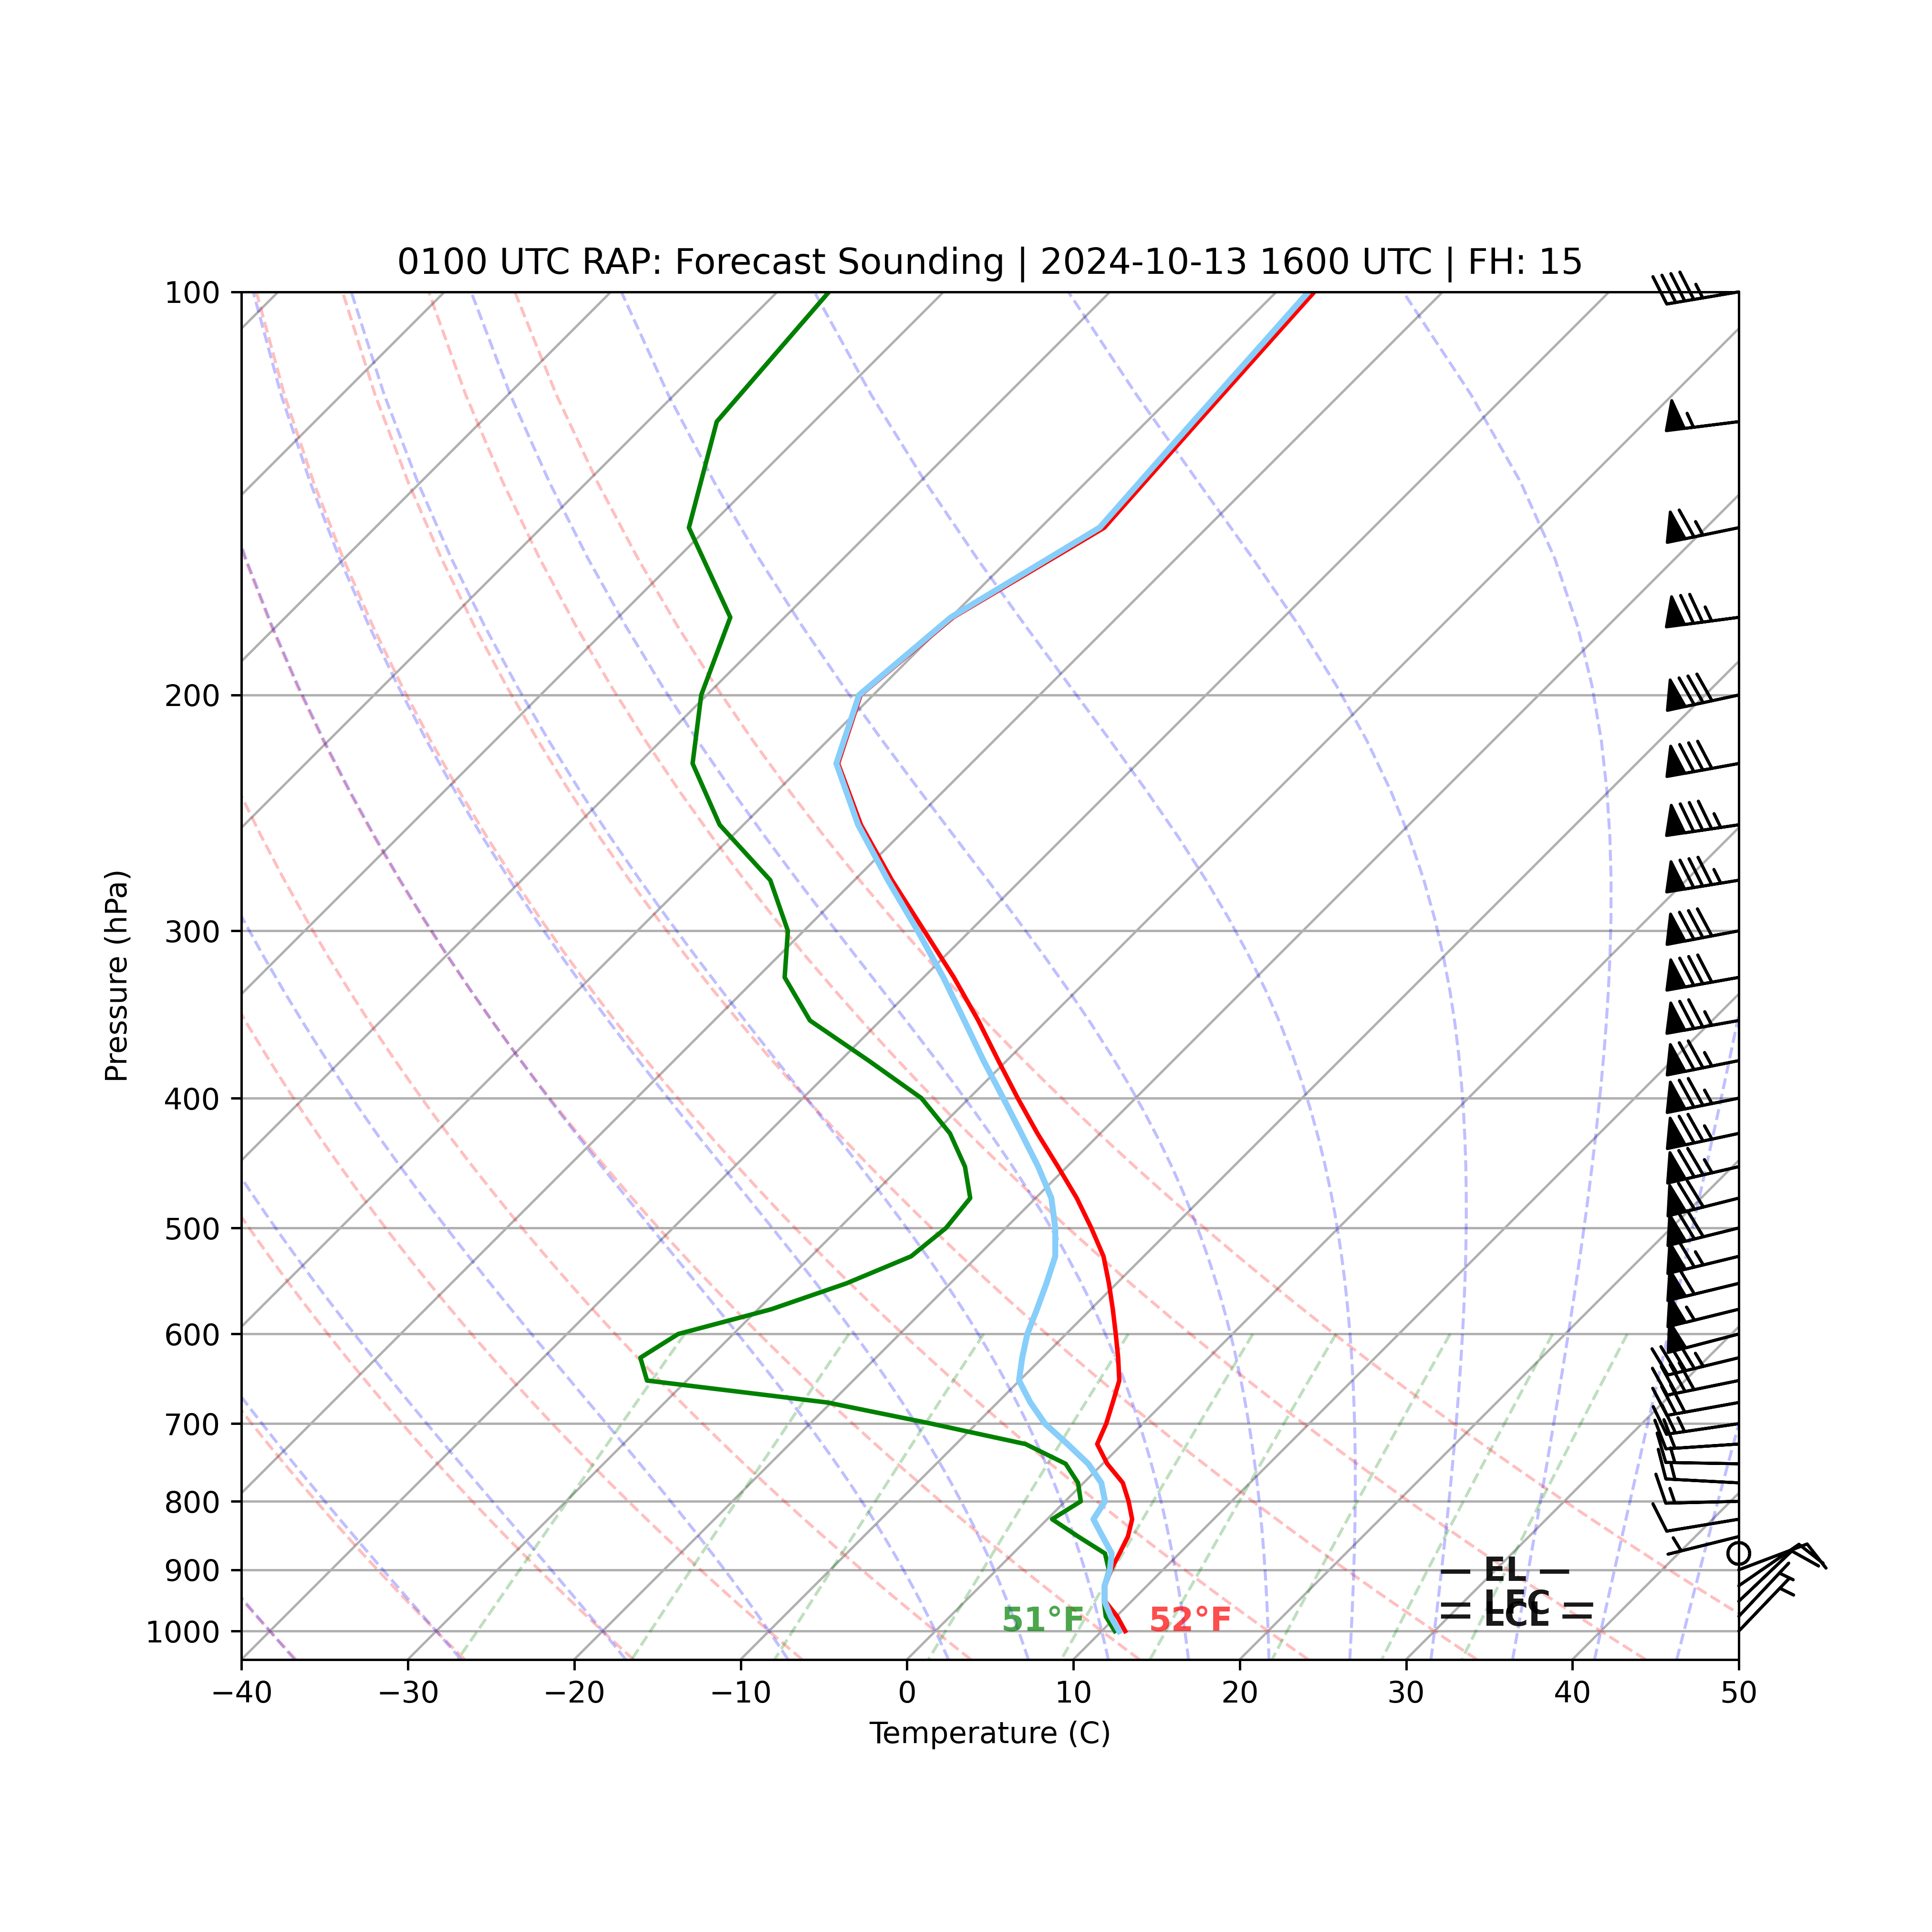 0100 UTC RAP: Forecast Sounding | 2024-10-13 1600 UTC | FH: 15
100
200
300
400
500
600
700
800
900
1000
Pressure (hPa)
— EL —
— LFC —
— LCL —
51°F
52°F
−40 −30 −20 −10 0 10 20 30 40 50
Temperature (C)